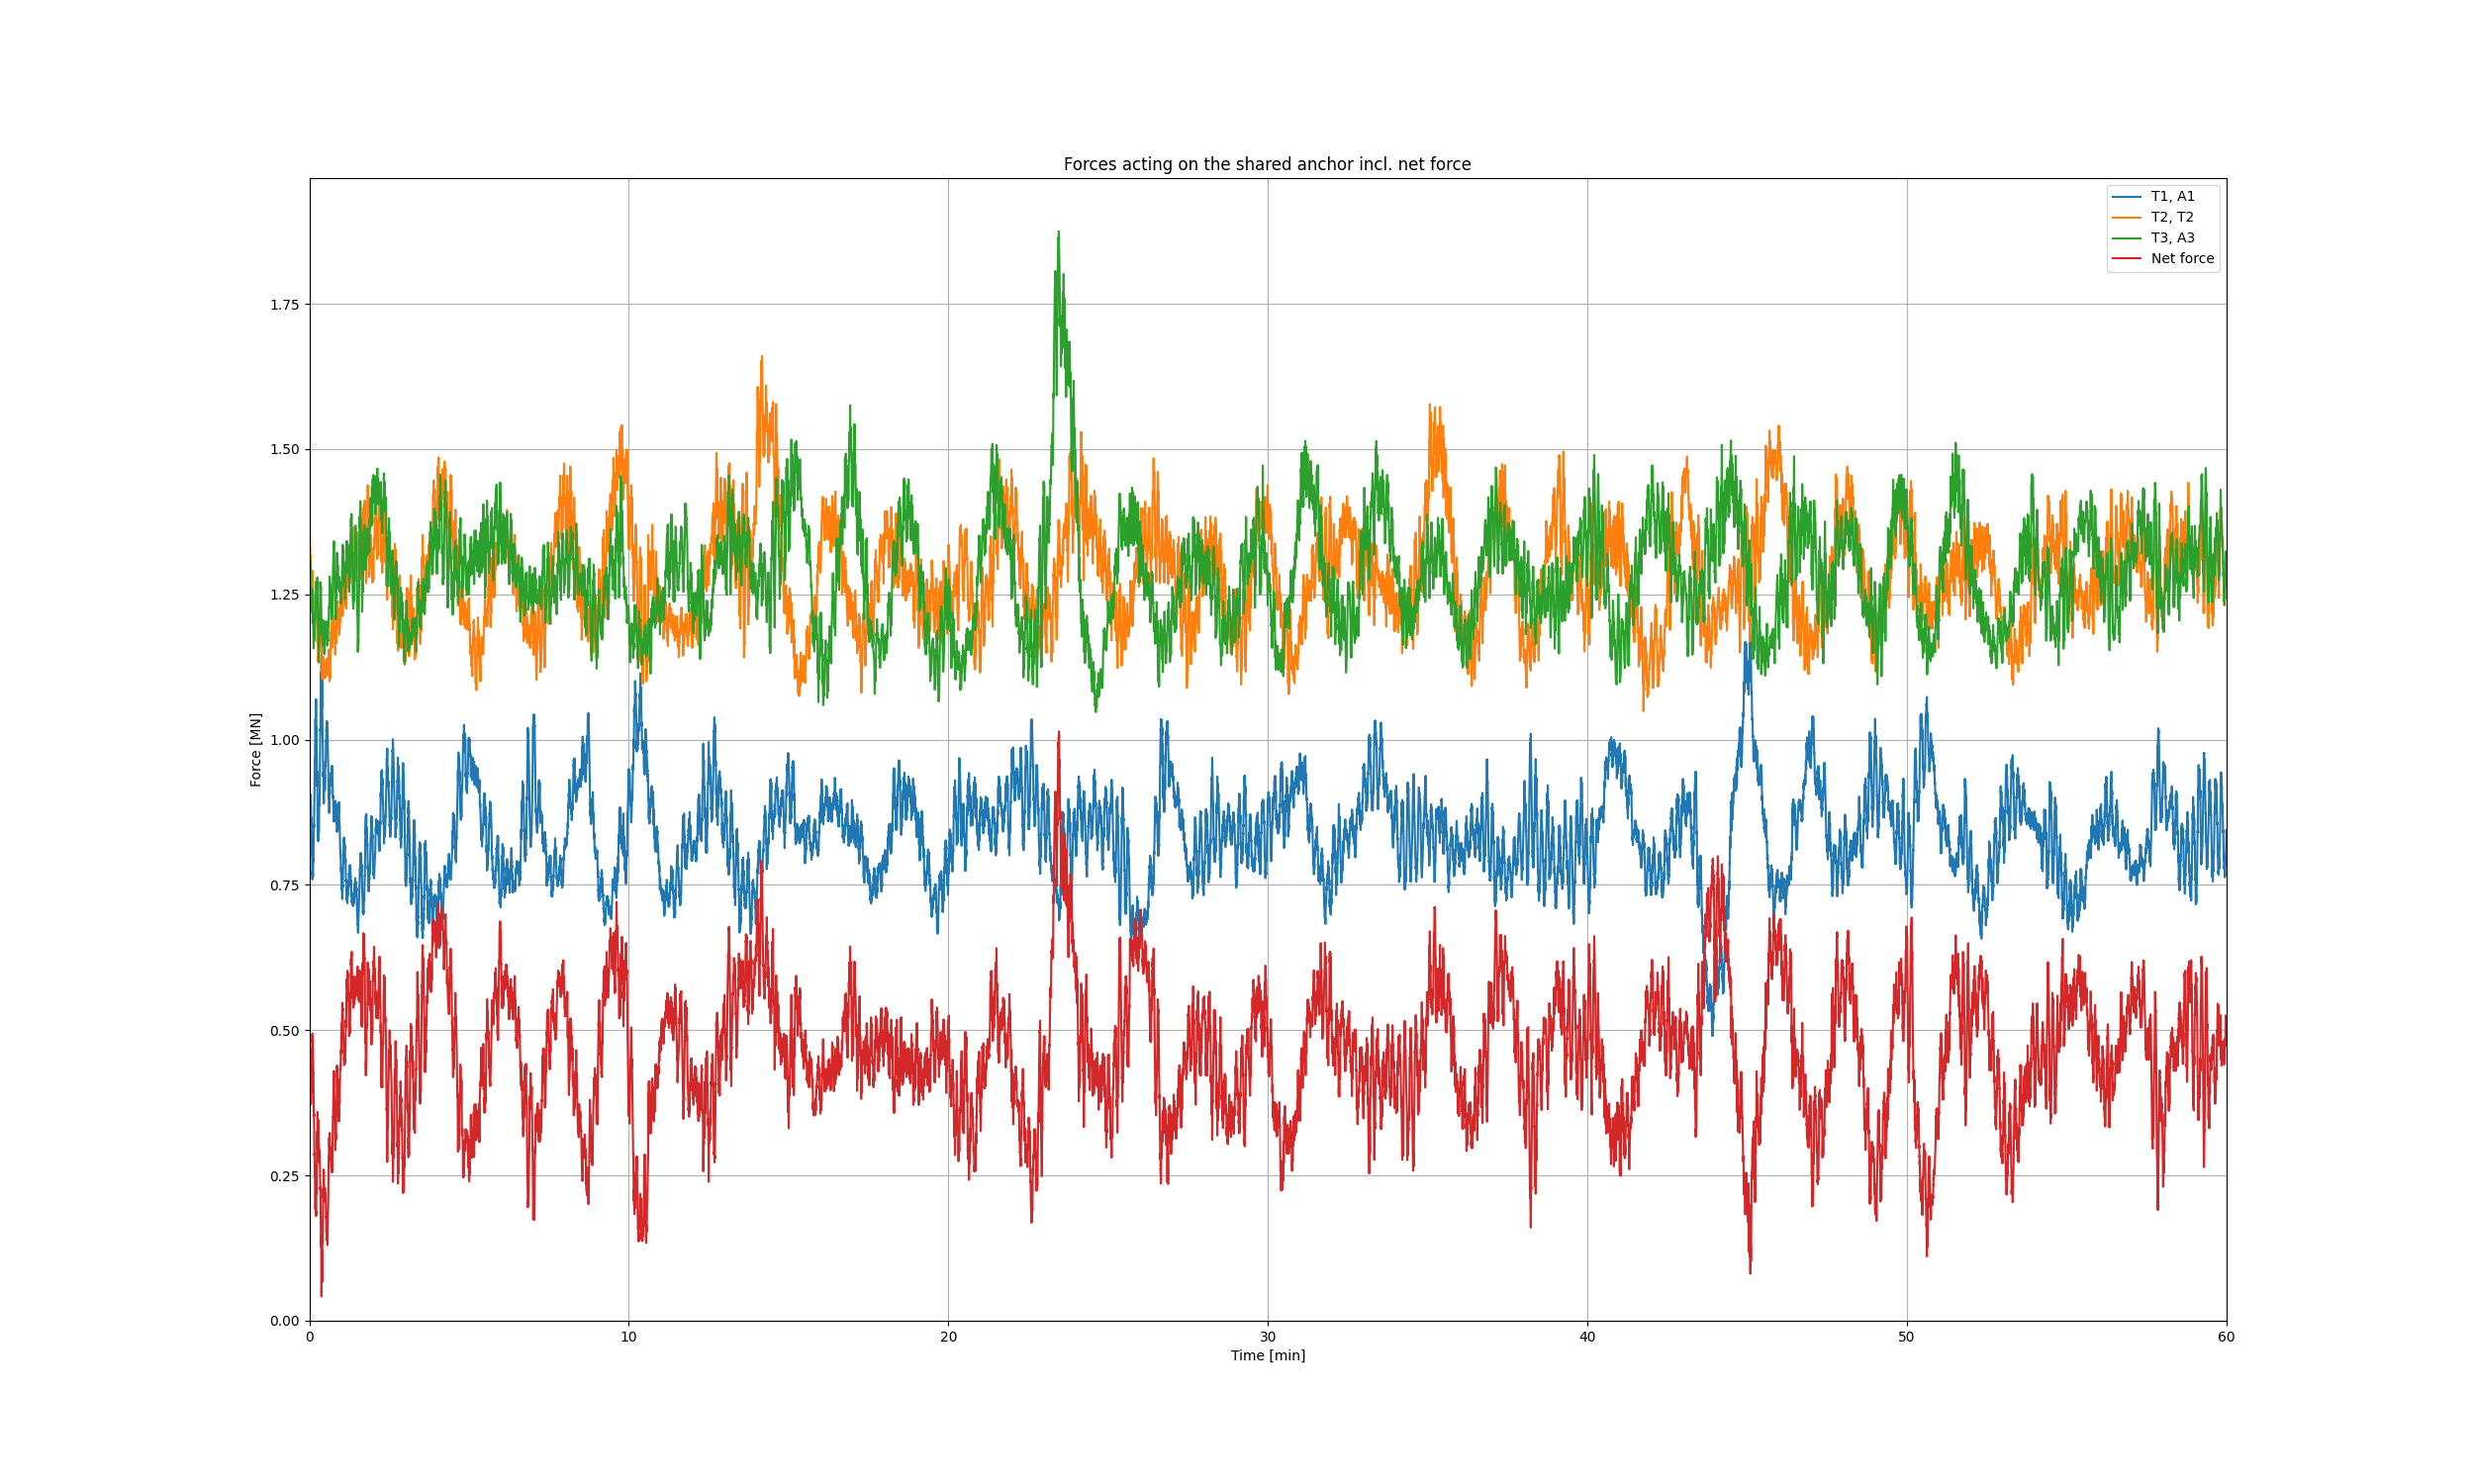 Forces acting on the shared anchor incl. net force
T1, A1
T2, T2
T3, A3
Net force
Force [MN]
1.75
1.50
1.25
1.00
0.75
0.50
0.25
0.00
0 10 20 30 40 50 60
Time [min]